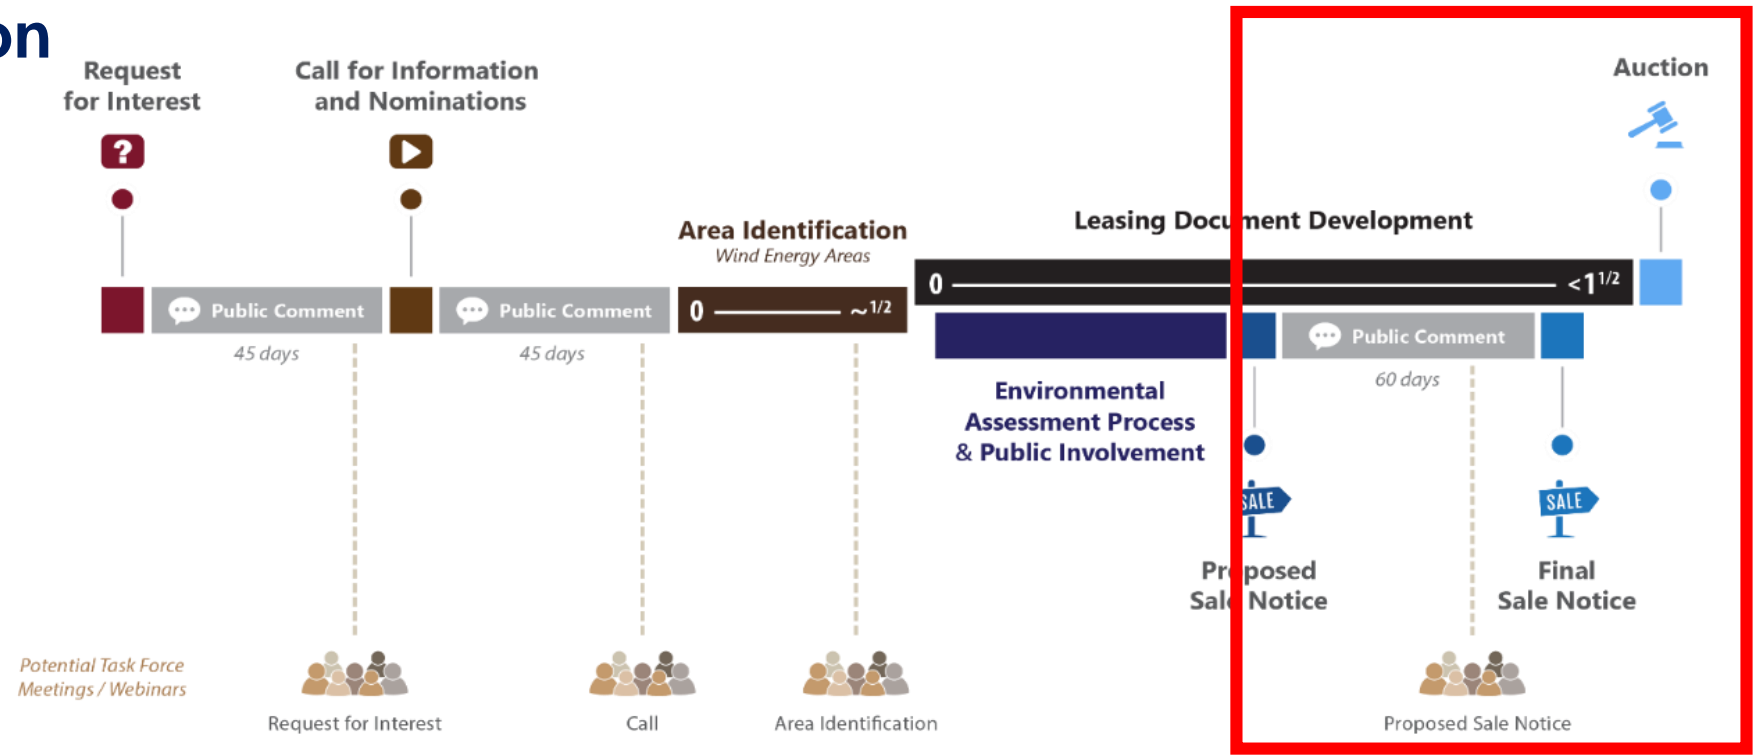 on
Request
for Interest
Call for Information
and Nominations
Auction
?
Area Identification
Wind Energy Areas
Leasing Document Development
0 <1 1/2
Public Comment
Public Comment
0 ~1/2
45 days
45 days
Public Comment
60 days
Environmental
Assessment Process
& Public Involvement
SALE
SALE
Proposed
Sale Notice
Final
Sale Notice
Potential Task Force
Meetings / Webinars
Request for Interest
Call
Area Identification
Proposed Sale Notice